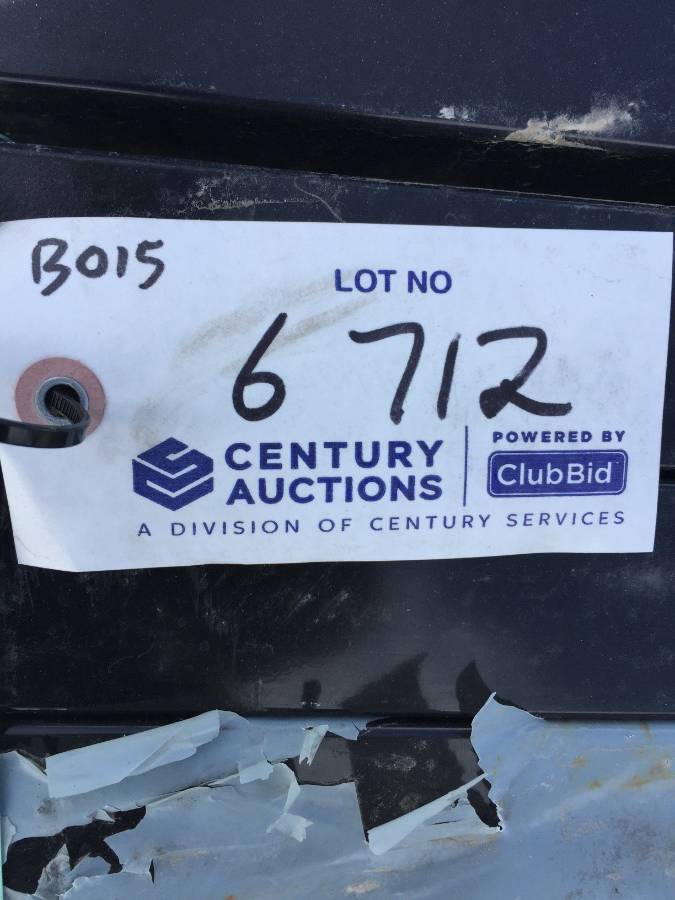 B015
LOT NO
6 712
CENTURY AUCTIONS
POWERED BY
ClubBid
A DIVISION OF CENTURY SERVICES